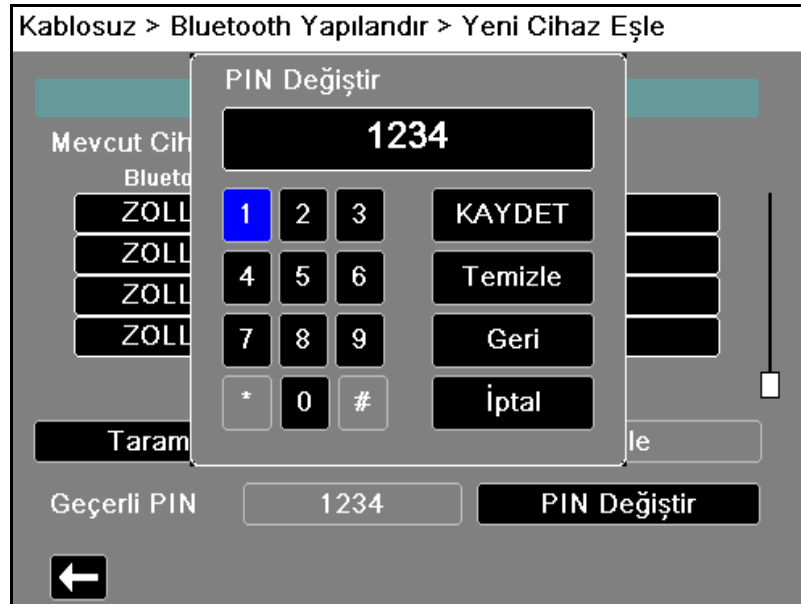 Kablosuz > Bluetooth Yapılandır > Yeni Cihaz Eşle
PIN Değiştir
1234
Mevcut Cih
Blueto
ZOLL
ZOLL
ZOLL
ZOLL
1 2 3 KAYDET
4 5 6 Temizle
7 8 9 Geri
* 0 # İptal
Taram
le
Geçerli PIN 1234 PIN Değiştir